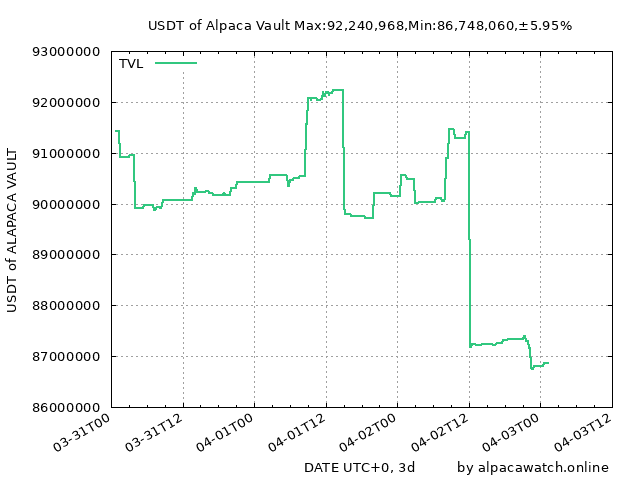 USDT of Alpaca Vault Max:92,240,968,Min:86,748,060,±5.95%
93000000
TVL
92000000
91000000
90000000
89000000
88000000
87000000
86000000
USDT of ALAPACA VAULT
03-31T00
03-31T12
04-01T00
04-01T12
04-02T00
04-02T12
04-03T00
04-03T12
DATE UTC+0, 3d
by alpacawatch.online